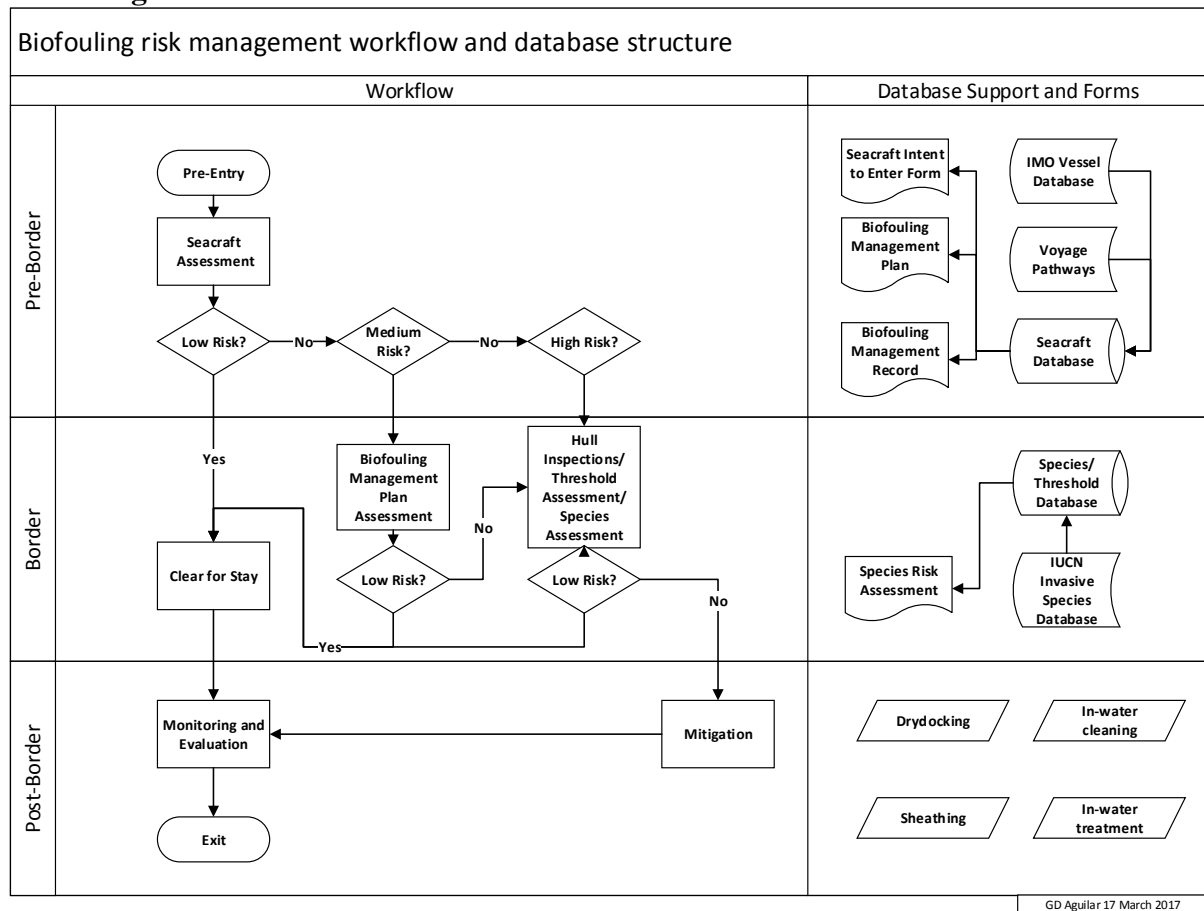 Biofouling risk management workflow and database structure
Workflow
Database Support and Forms
Pre-Border
Pre-Entry
Seacraft
Assessment
Low Risk?
No
Medium
Risk?
No
High Risk?
Seacraft Intent
to Enter Form
IMO Vessel
Database
Biofouling
Management
Plan
Voyage
Pathways
Biofouling
Management
Record
Seacraft
Database
Border
Yes
Clear for Stay
Biofouling
Management
Plan
Assessment
Low Risk?
No
Hull
Inspections/
Threshold
Assessment/
Species
Assessment
Low Risk?
No
Yes
Species/
Threshold
Database
Species Risk
Assessment
IUCN
Invasive
Species
Database
Post-Border
Monitoring and
Evaluation
Mitigation
Exit
Drydocking
In-water
cleaning
Sheathing
In-water
treatment
GD Aguilar 17 March 2017